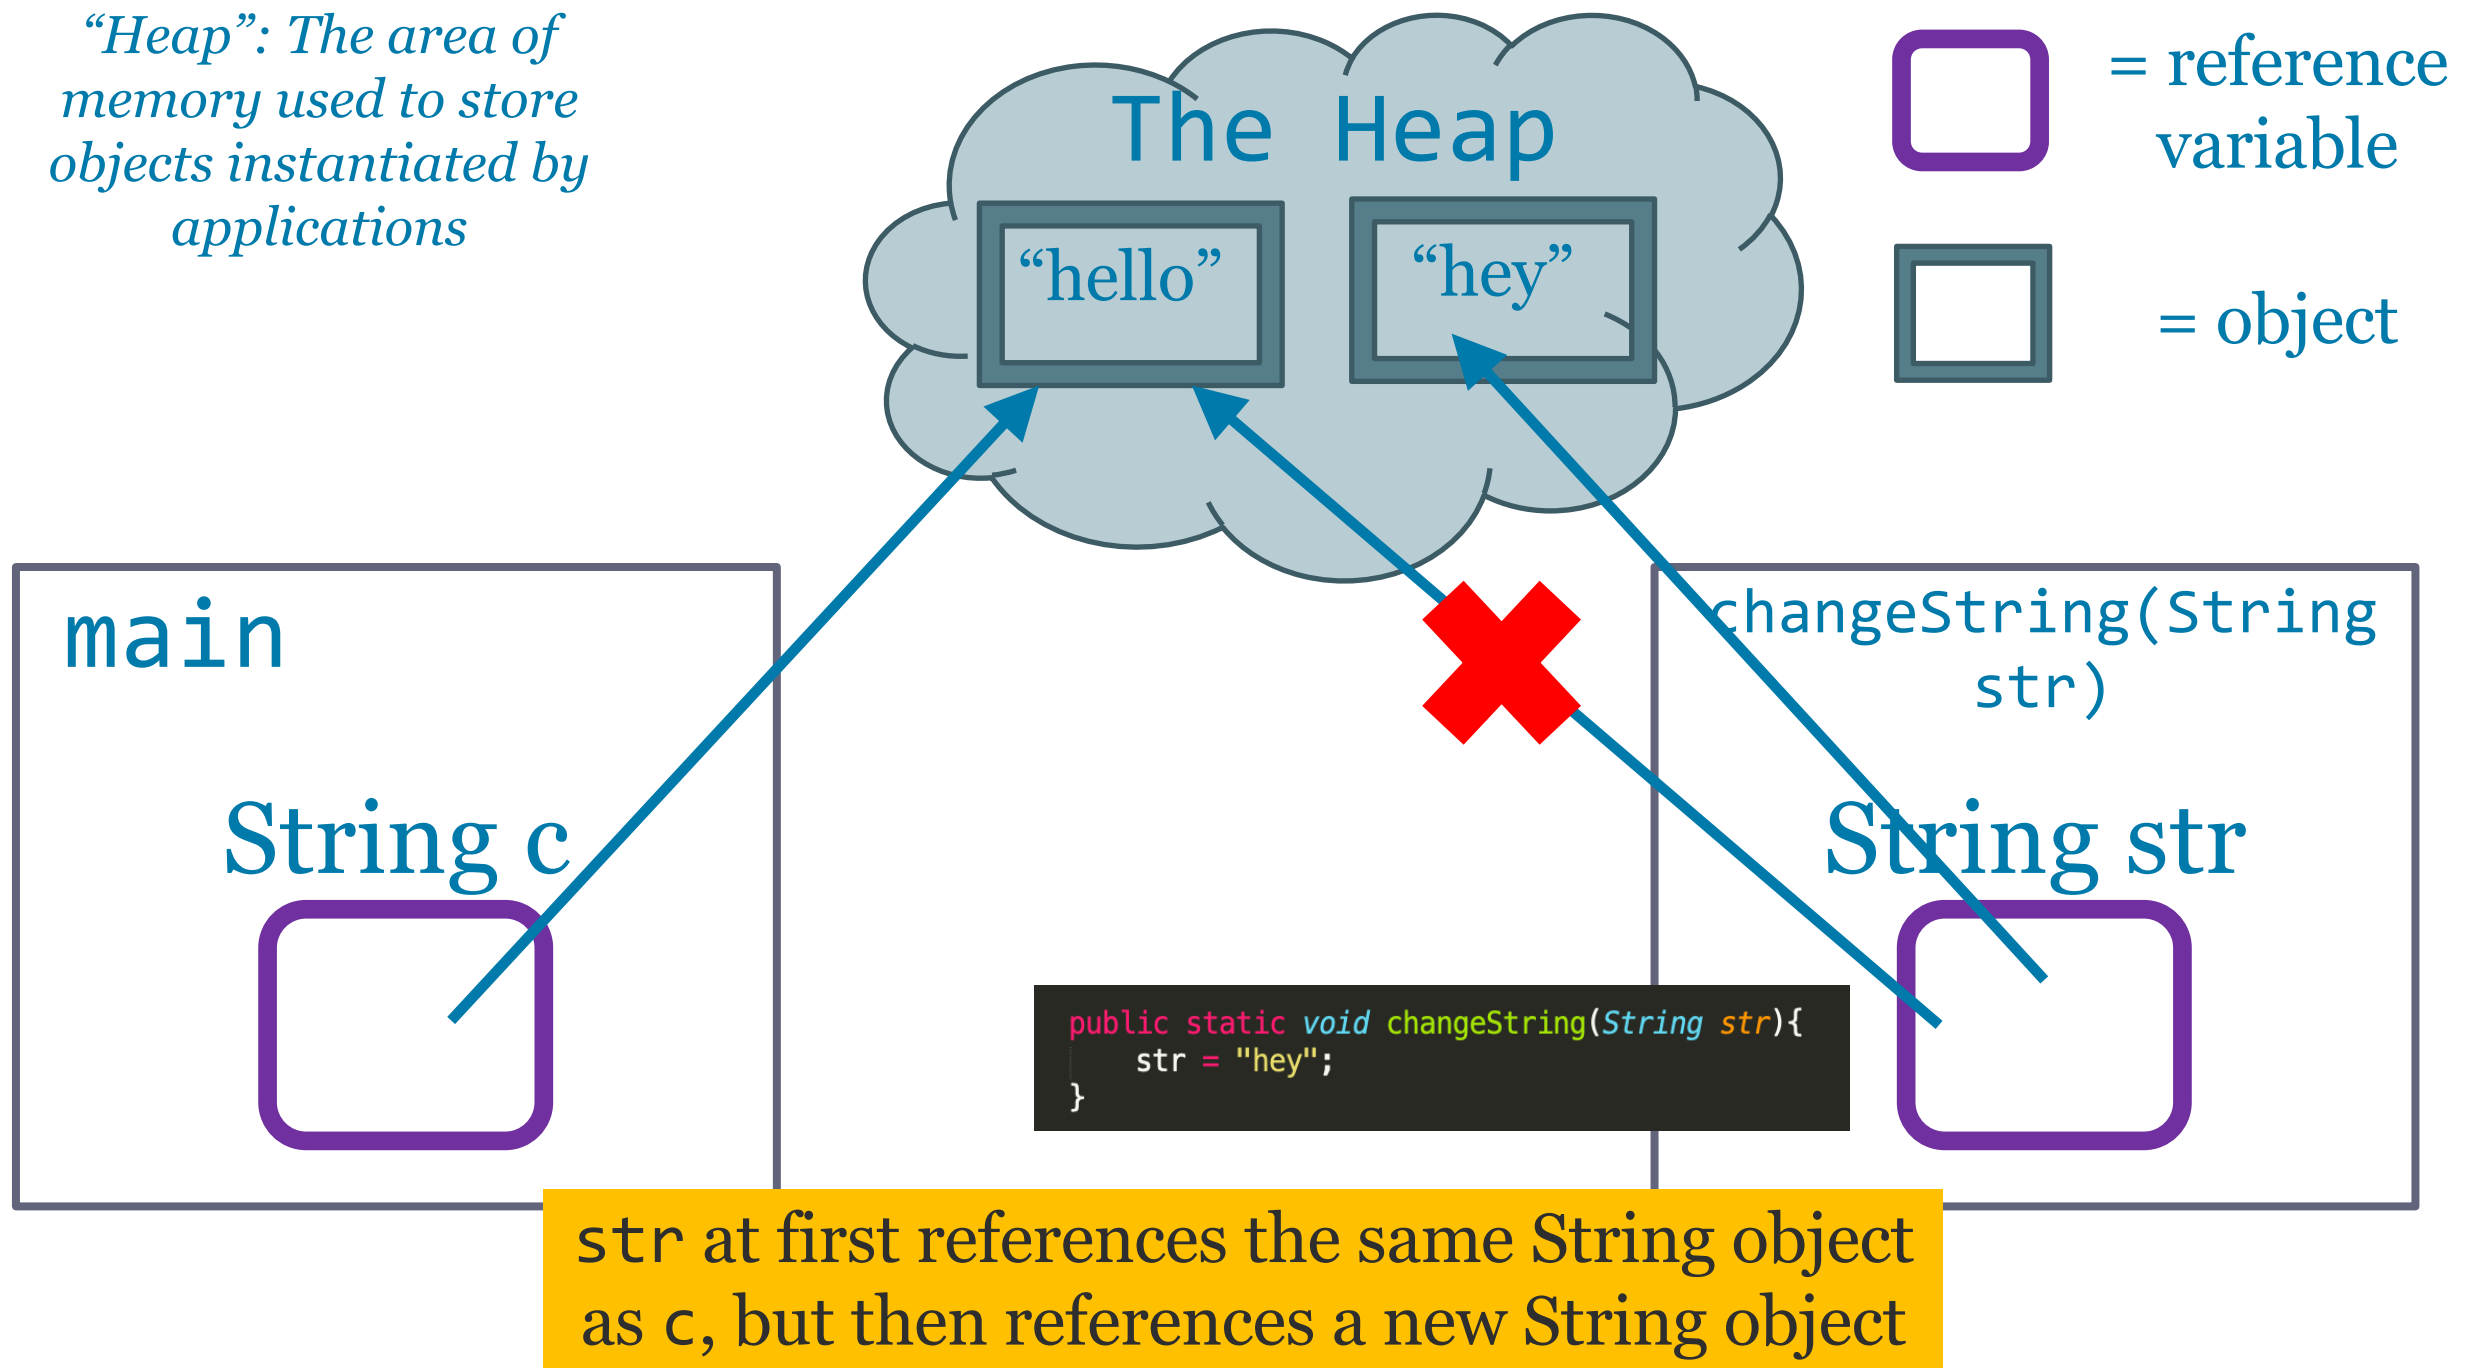 “Heap”: The area of
memory used to store
objects instantiated by
applications
The Heap
“hello”
“hey”
= reference
variable
= object
main
String c
changeString(String
str)
String str
public static void changeString(String str){
str = "hey";
}
str at first references the same String object
as c, but then references a new String object